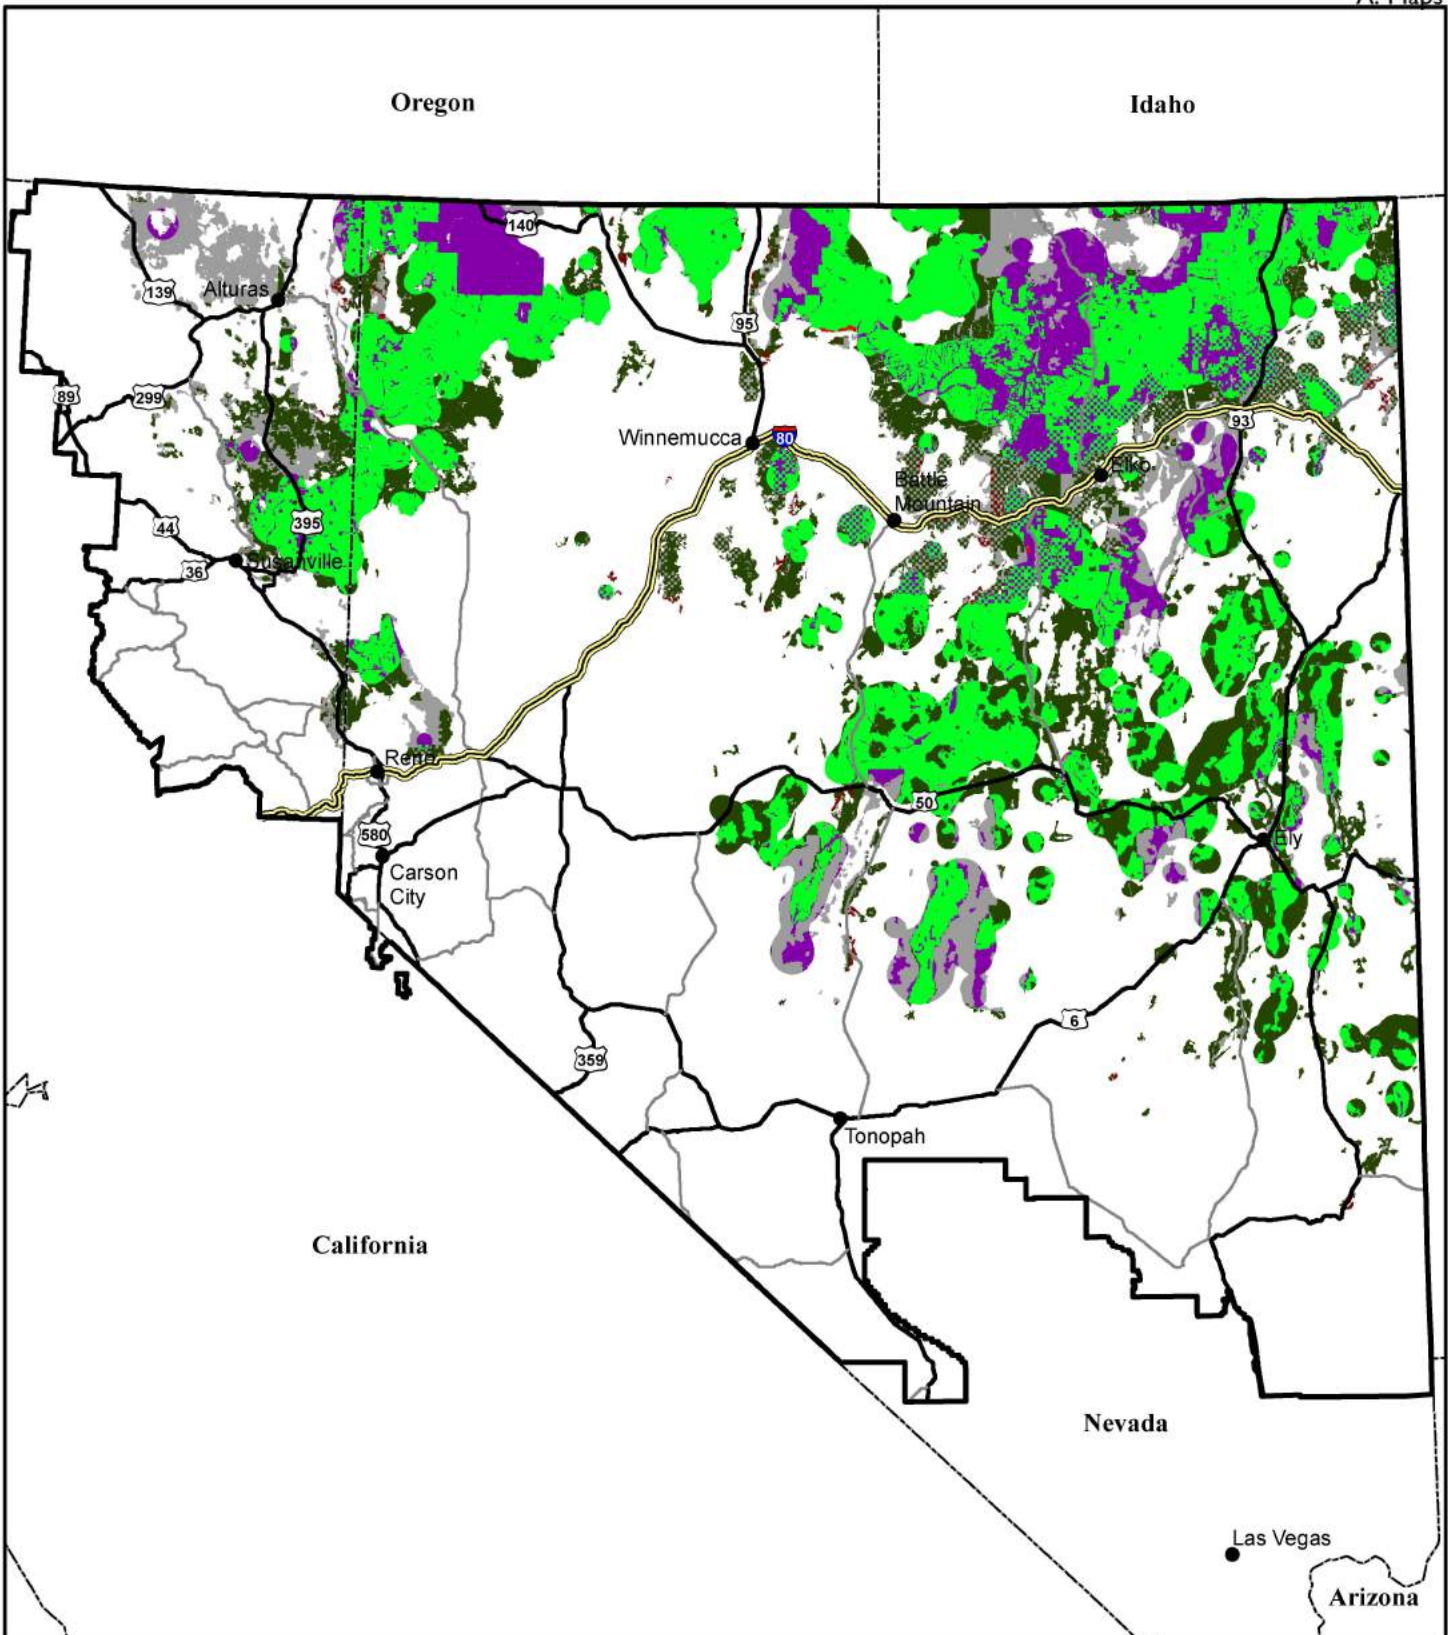 A. Maps
Oregon
Idaho
140
139
Alturas
95
89
299
93
Winnemucca
80
Elko
Battle
Mountain
395
44
Susanville
36
Reno
50
580
Ely
Carson
City
6
359
Tonopah
California
Nevada
Las Vegas
Arizona